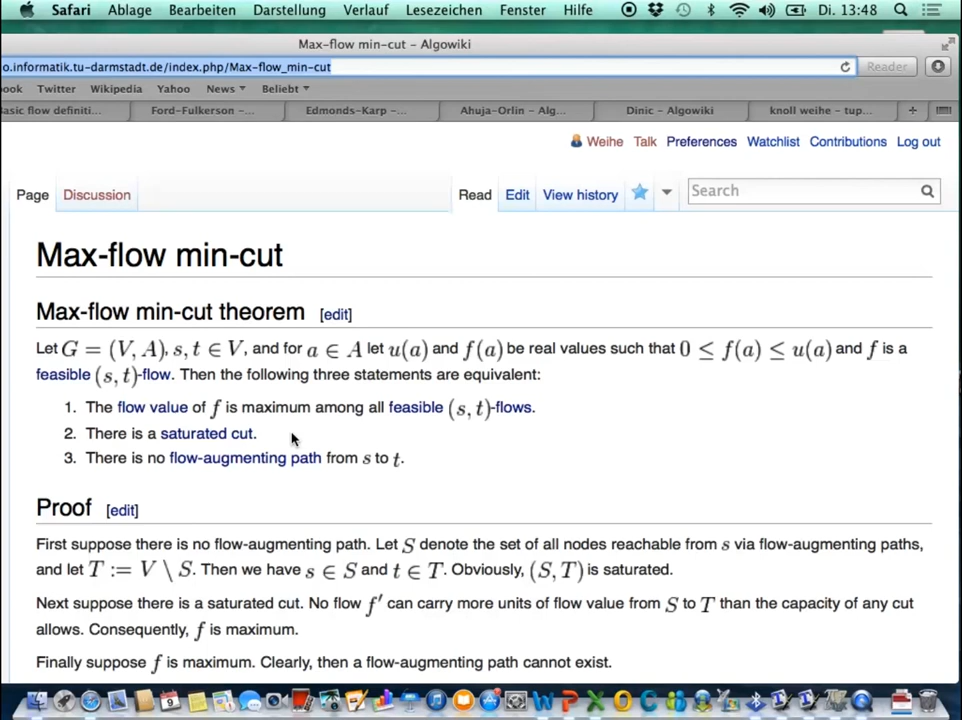 Safari Ablage Bearbeiten Darstellung Verlauf Lesezeichen Fenster Hilfe Di. 13:48
Max-flow min-cut – Algowiki
o.informatik.tu-darmstadt.de/index.php/Max-flow_min-cut Reader
ook Twitter Wikipedia Yahoo News ▾ Beliebt ▾
asic flow definiti... Ford-Fulkerson –... Edmonds-Karp –... Ahuja-Orlin – Alg... Dinic – Algowiki knoll weihe – tup... +
Weihe Talk Preferences Watchlist Contributions Log out
Page Discussion Read Edit View history Search
Max-flow min-cut
Max-flow min-cut theorem [edit]
Let G = (V, A), s, t ∈ V, and for a ∈ A let u(a) and f(a) be real values such that 0 ≤ f(a) ≤ u(a) and f is a
feasible (s, t)-flow. Then the following three statements are equivalent:
1. The flow value of f is maximum among all feasible (s, t)-flows.
2. There is a saturated cut.
3. There is no flow-augmenting path from s to t.
Proof [edit]
First suppose there is no flow-augmenting path. Let S denote the set of all nodes reachable from s via flow-augmenting paths,
and let T := V \ S. Then we have s ∈ S and t ∈ T. Obviously, (S, T) is saturated.
Next suppose there is a saturated cut. No flow f′ can carry more units of flow value from S to T than the capacity of any cut
allows. Consequently, f is maximum.
Finally suppose f is maximum. Clearly, then a flow-augmenting path cannot exist.